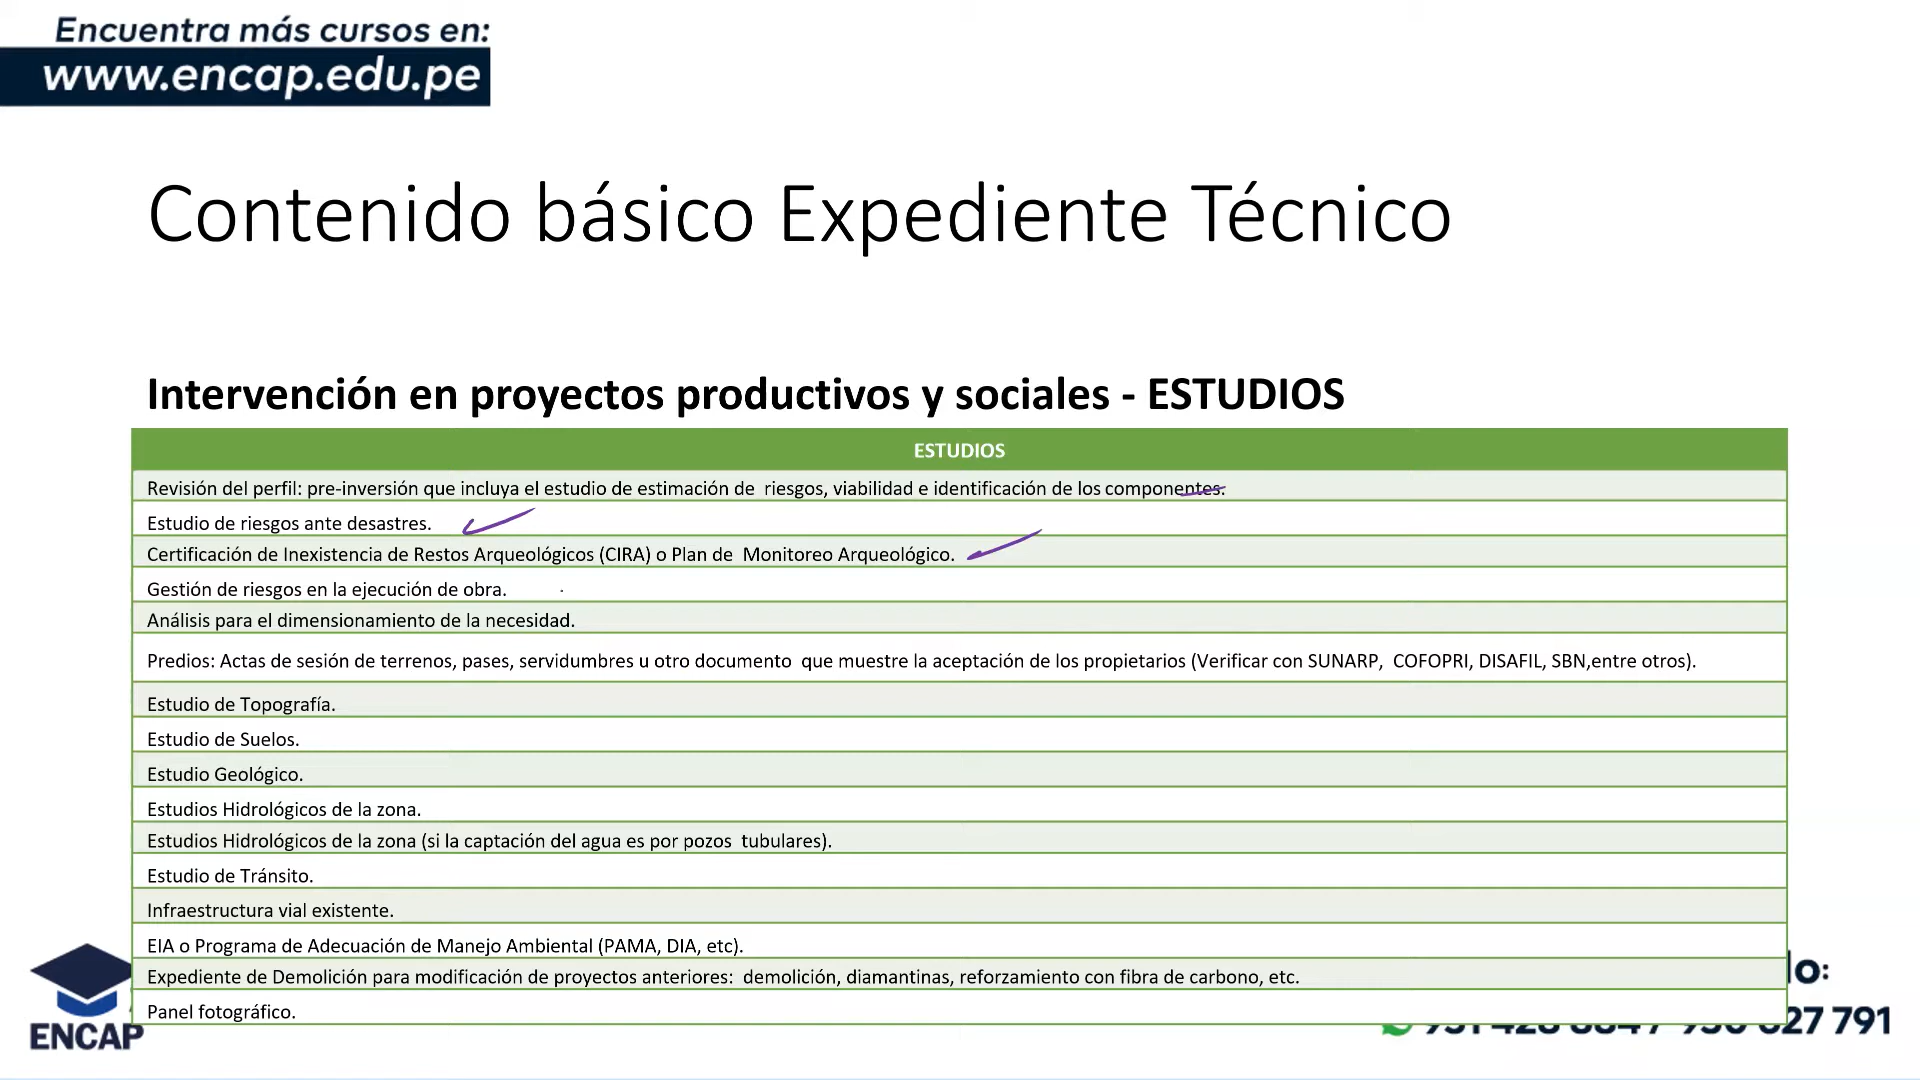 Encuentra más cursos en:
www.encap.edu.pe
Contenido básico Expediente Técnico
Intervención en proyectos productivos y sociales - ESTUDIOS
ESTUDIOS
Revisión del perfil: pre-inversión que incluya el estudio de estimación de riesgos, viabilidad e identificación de los componentes.
Estudio de riesgos ante desastres.
Certificación de Inexistencia de Restos Arqueológicos (CIRA) o Plan de Monitoreo Arqueológico.
Gestión de riesgos en la ejecución de obra.
Análisis para el dimensionamiento de la necesidad.
Predios: Actas de sesión de terrenos, pases, servidumbres u otro documento que muestre la aceptación de los propietarios (Verificar con SUNARP, COFOPRI, DISAFIL, SBN,entre otros).
Estudio de Topografía.
Estudio de Suelos.
Estudio Geológico.
Estudios Hidrológicos de la zona.
Estudios Hidrológicos de la zona (si la captación del agua es por pozos tubulares).
Estudio de Tránsito.
Infraestructura vial existente.
EIA o Programa de Adecuación de Manejo Ambiental (PAMA, DIA, etc).
Expediente de Demolición para modificación de proyectos anteriores: demolición, diamantinas, reforzamiento con fibra de carbono, etc.
lo:
Panel fotográfico.
ENCAP
791